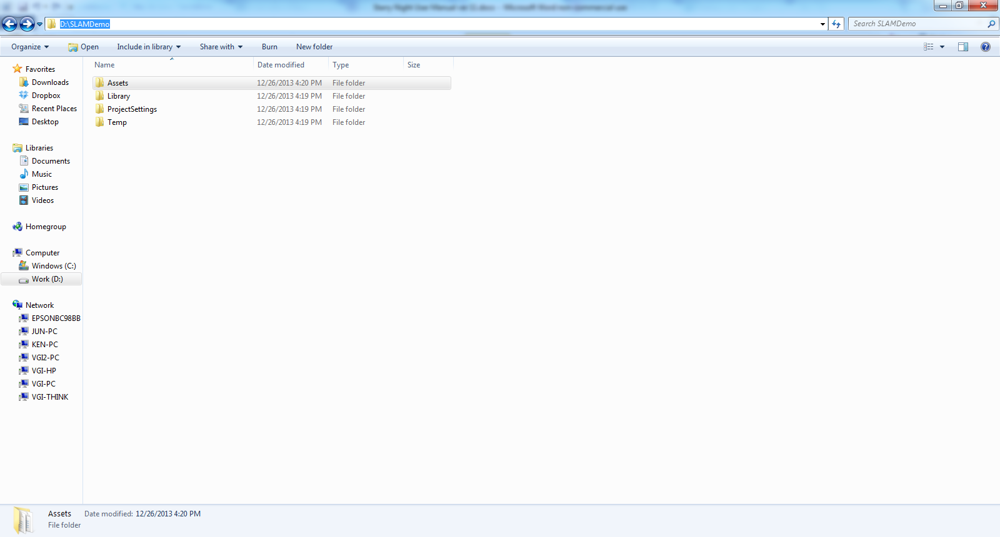 D:\SLAMDemo
Search SLAMDemo
Organize Open Include in library Share with Burn New folder
Name Date modified Type Size
Assets 12/26/2013 4:20 PM File folder
Library 12/26/2013 4:19 PM File folder
ProjectSettings 12/26/2013 4:19 PM File folder
Temp 12/26/2013 4:19 PM File folder
Favorites
Downloads
Dropbox
Recent Places
Desktop
Libraries
Documents
Music
Pictures
Videos
Homegroup
Computer
Windows (C:)
Work (D:)
Network
EPSONBC98BB
JUN-PC
KEN-PC
VGI2-PC
VGI-HP
VGI-PC
VGI-THINK
Assets Date modified: 12/26/2013 4:20 PM
File folder